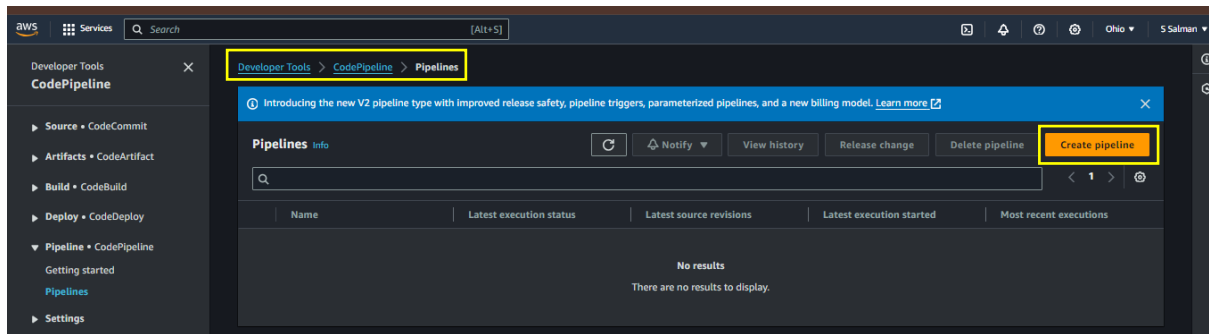 aws Services Search [Alt+S] Ohio ▼ S Salman ▼
Developer Tools
CodePipeline
▶ Source • CodeCommit
▶ Artifacts • CodeArtifact
▶ Build • CodeBuild
▶ Deploy • CodeDeploy
▼ Pipeline • CodePipeline
Getting started
Pipelines
▶ Settings
Developer Tools > CodePipeline > Pipelines
Introducing the new V2 pipeline type with improved release safety, pipeline triggers, parameterized pipelines, and a new billing model. Learn more
Pipelines Info Notify ▼ View history Release change Delete pipeline Create pipeline
< 1 >
Name Latest execution status Latest source revisions Latest execution started Most recent executions
No results
There are no results to display.